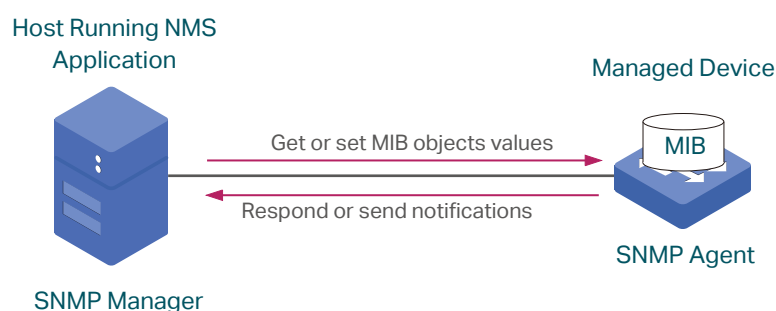 Host Running NMS
Application
Managed Device
Get or set MIB objects values
MIB
Respond or send notifications
SNMP Agent
SNMP Manager